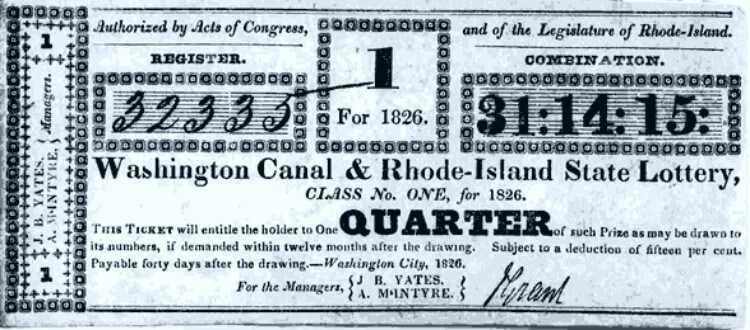 1
J. B. YATES. A. M'INTYRE, } Managers.
1
Authorized by Acts of Congress,
and of the Legislature of Rhode-Island.
REGISTER.
32335
1
For 1826.
COMBINATION.
31:14:15:
Washington Canal & Rhode-Island State Lottery,
CLASS No. ONE, for 1826.
THIS TICKET will entitle the holder to One QUARTER of such Prize as may be drawn to
its numbers, if demanded within twelve months after the drawing. Subject to a deduction of fifteen per cent.
Payable forty days after the drawing.—Washington City, 1826.
For the Managers, { J. B. YATES. A. M'INTYRE. }
J Grant